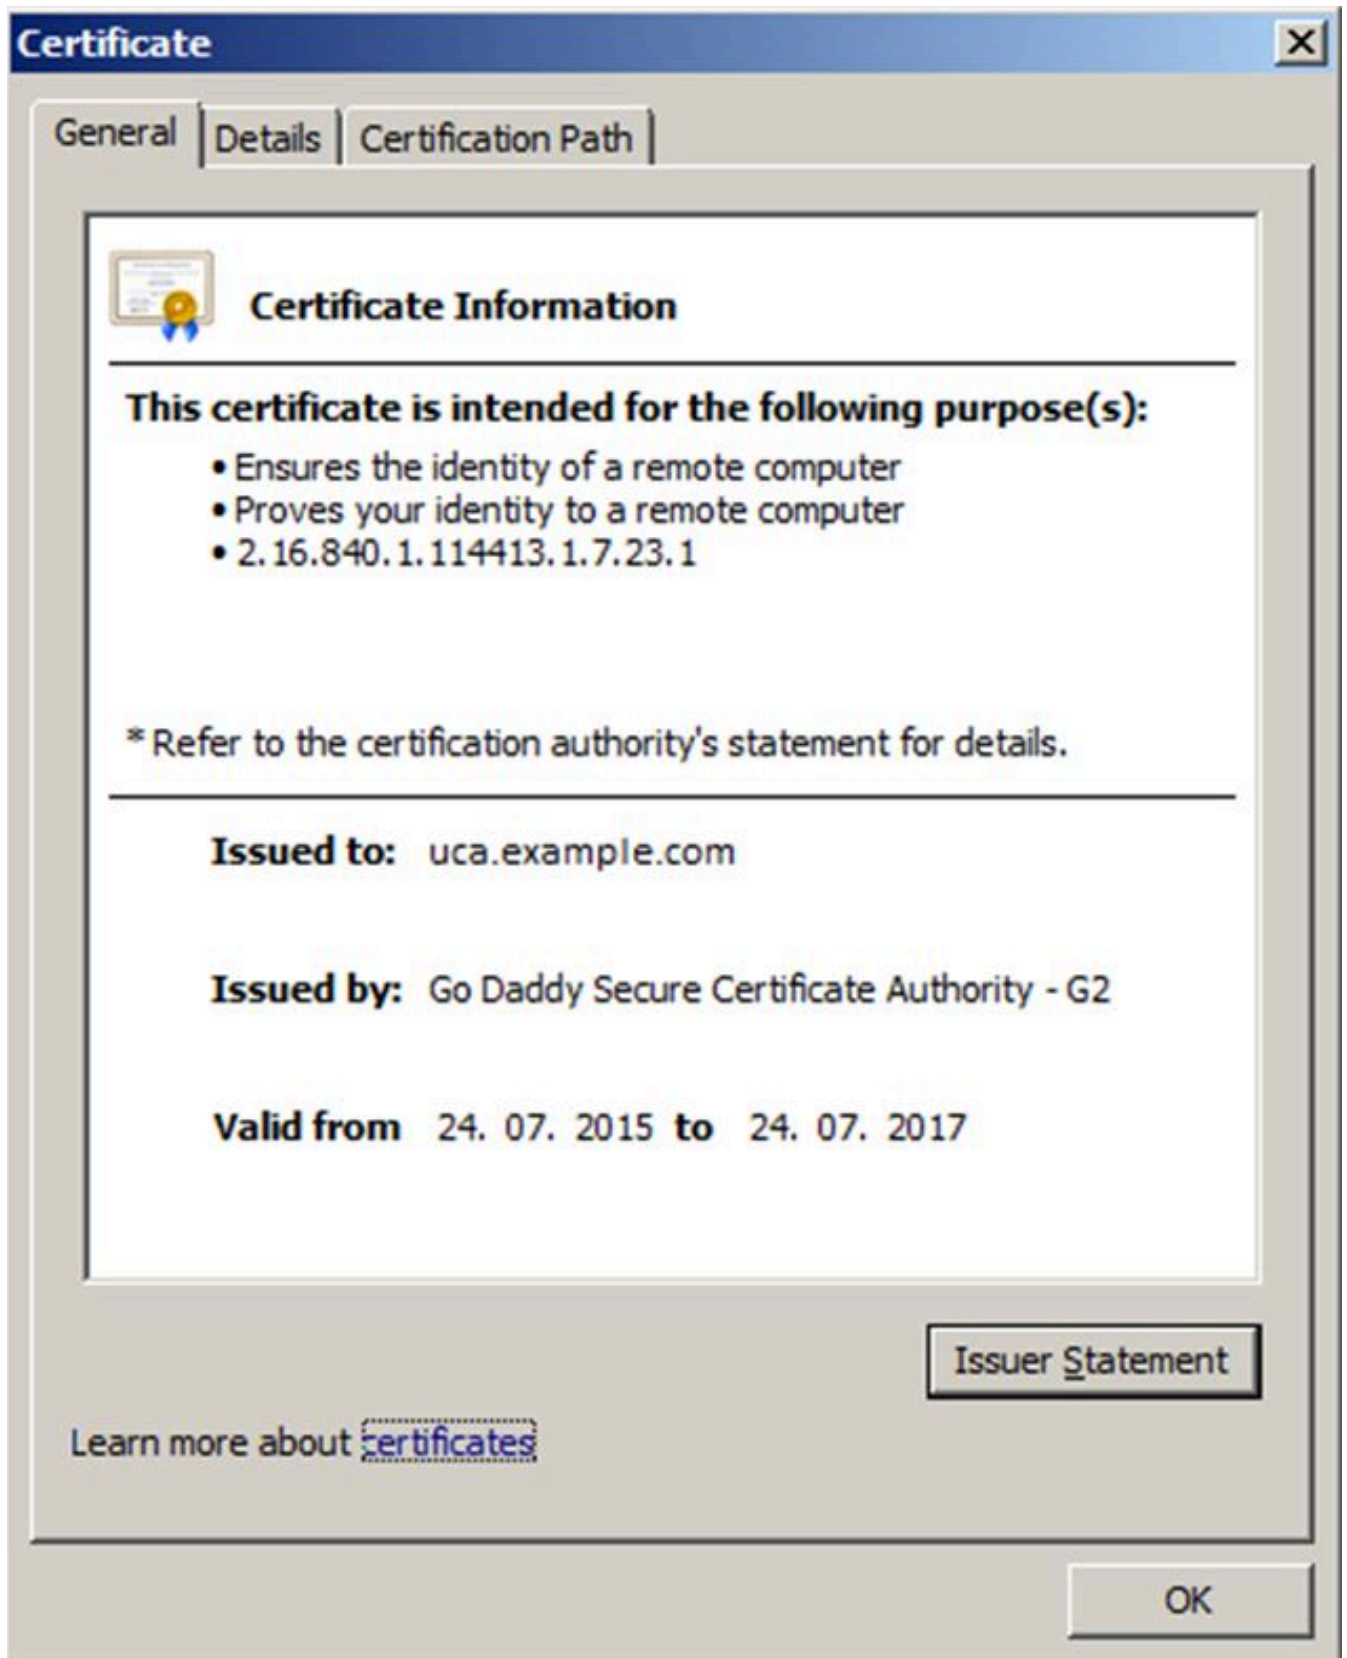 Certificate
General Details Certification Path
Certificate Information
This certificate is intended for the following purpose(s):
• Ensures the identity of a remote computer
• Proves your identity to a remote computer
• 2.16.840.1.114413.1.7.23.1
* Refer to the certification authority's statement for details.
Issued to: uca.example.com
Issued by: Go Daddy Secure Certificate Authority - G2
Valid from 24. 07. 2015 to 24. 07. 2017
Issuer Statement
Learn more about certificates
OK